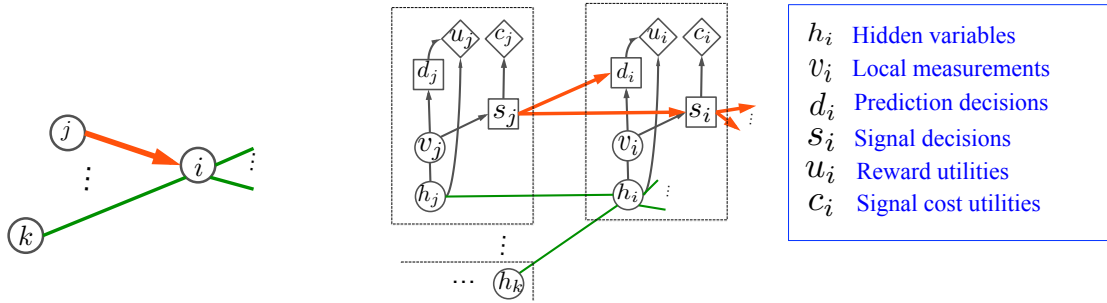 j
i
k
u_j
c_j
d_j
s_j
v_j
h_j
u_i
c_i
d_i
s_i
v_i
h_i
h_k
h_i Hidden variables
v_i Local measurements
d_i Prediction decisions
s_i Signal decisions
u_i Reward utilities
c_i Signal cost utilities